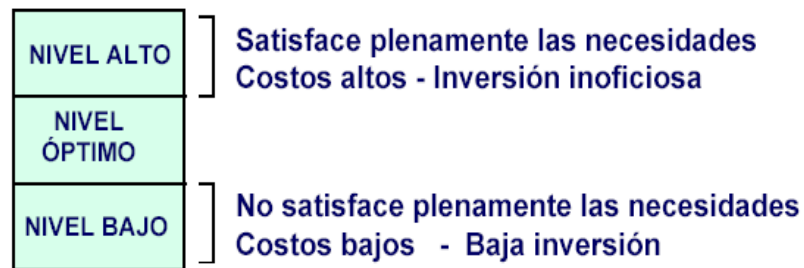 NIVEL ALTO
Satisface plenamente las necesidades
Costos altos - Inversión inoficiosa
NIVEL
ÓPTIMO
NIVEL BAJO
No satisface plenamente las necesidades
Costos bajos - Baja inversión